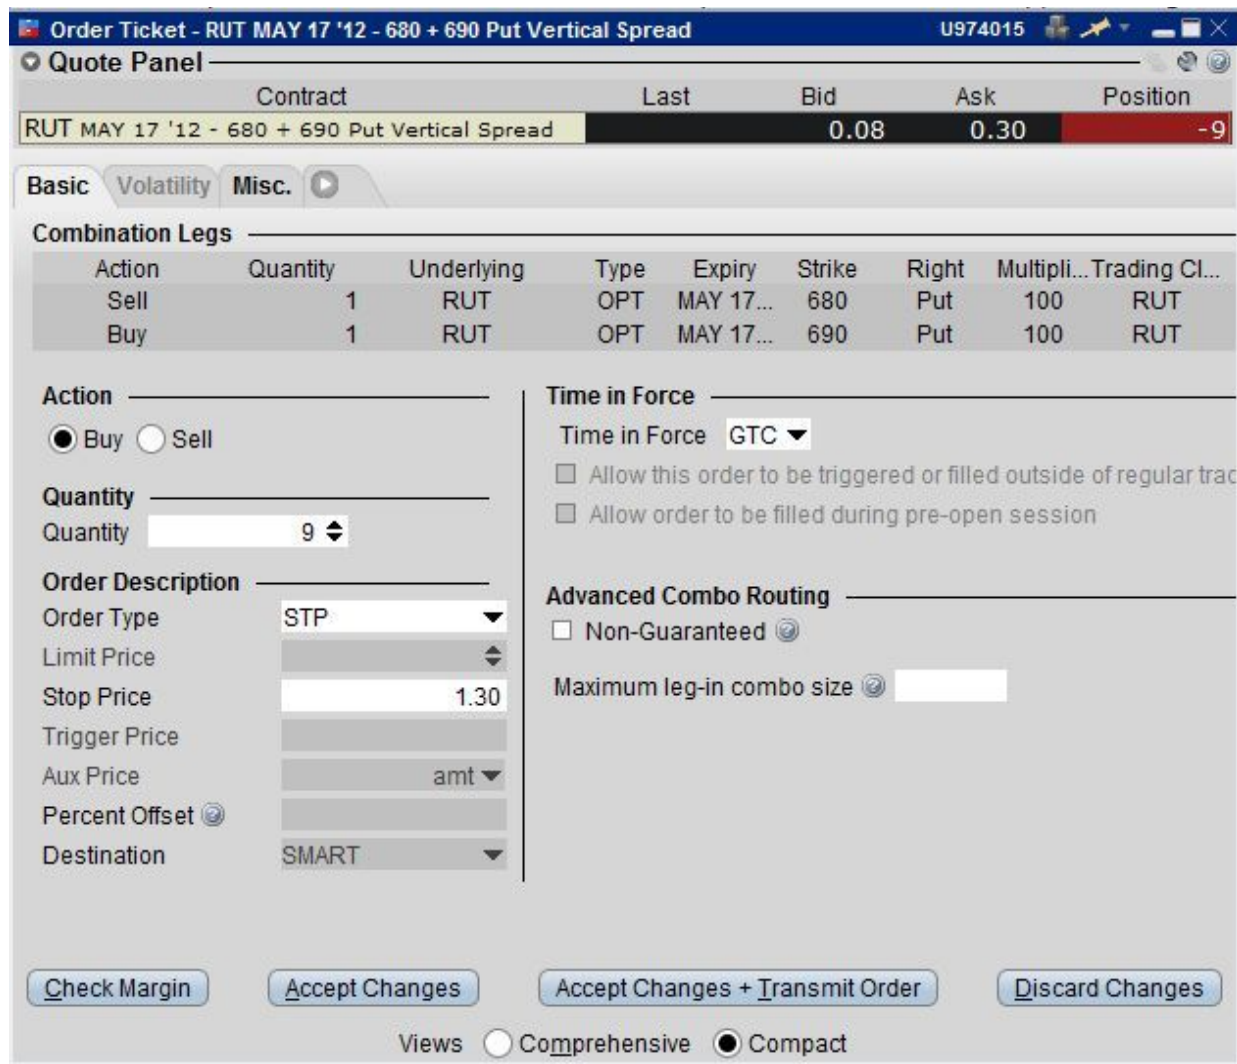 Order Ticket - RUT MAY 17 '12 - 680 + 690 Put Vertical Spread U974015
Quote Panel
Contract Last Bid Ask Position
RUT MAY 17 '12 - 680 + 690 Put Vertical Spread 0.08 0.30 -9
Basic Volatility Misc.
Combination Legs
Action Quantity Underlying Type Expiry Strike Right Multipli... Trading Cl...
Sell 1 RUT OPT MAY 17... 680 Put 100 RUT
Buy 1 RUT OPT MAY 17... 690 Put 100 RUT
Action
Buy Sell
Quantity
Quantity 9
Order Description
Order Type STP
Limit Price
Stop Price 1.30
Trigger Price
Aux Price amt
Percent Offset
Destination SMART
Time in Force
Time in Force GTC
Allow this order to be triggered or filled outside of regular trad
Allow order to be filled during pre-open session
Advanced Combo Routing
Non-Guaranteed
Maximum leg-in combo size
Check Margin Accept Changes Accept Changes + Transmit Order Discard Changes
Views Comprehensive Compact